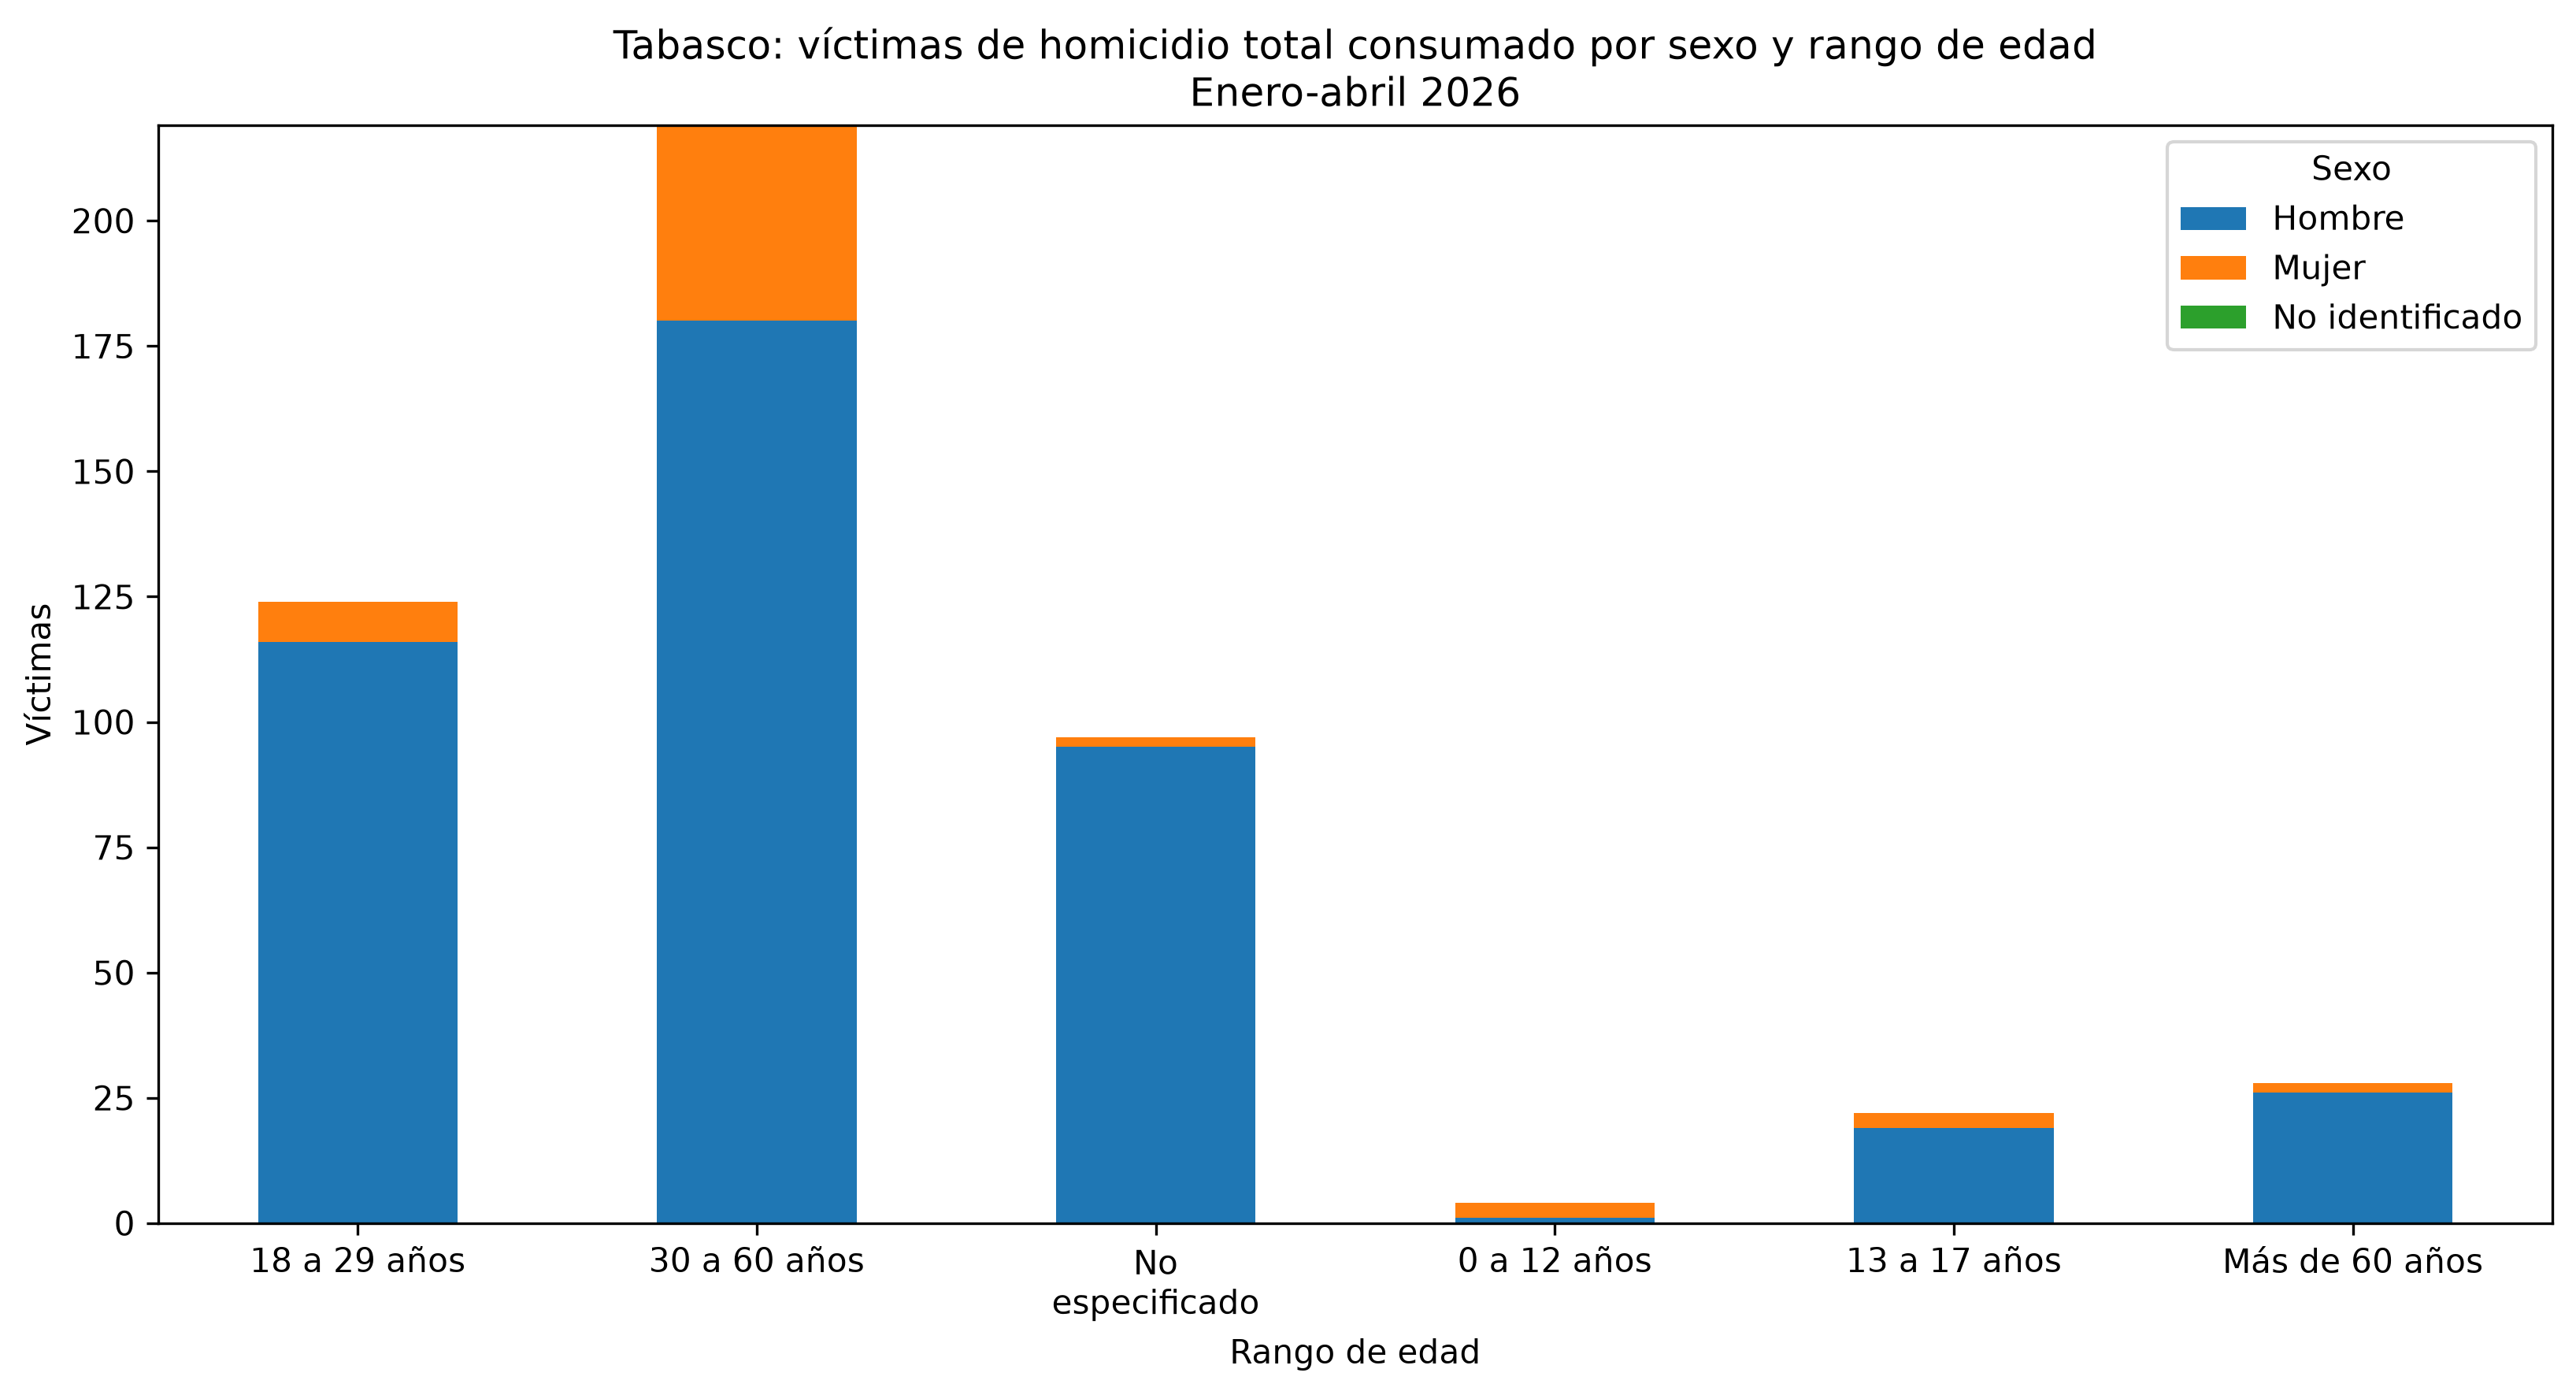 Tabasco: víctimas de homicidio total consumado por sexo y rango de edad
Enero-abril 2026
Sexo
Hombre
Mujer
No identificado
Víctimas
200
175
150
125
100
75
50
25
0
18 a 29 años
30 a 60 años
No
especificado
0 a 12 años
13 a 17 años
Más de 60 años
Rango de edad